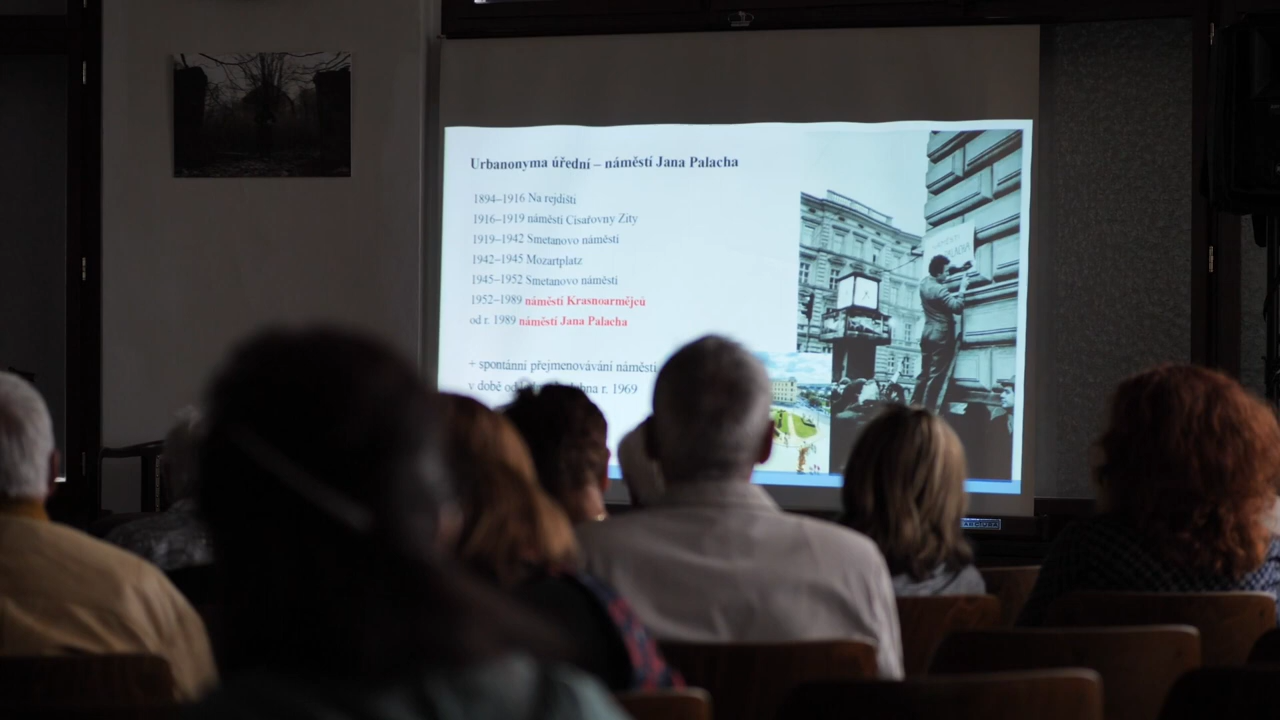 Urbanonyma úřední – náměstí Jana Palacha
1894–1916 Na rejdišti
1916–1919 náměstí Císařovny Zity
1919–1942 Smetanovo náměstí
1942–1945 Mozartplatz
1945–1952 Smetanovo náměstí
1952–1989 náměstí Krasnoarmějců
od r. 1989 náměstí Jana Palacha
+ spontánní přejmenovávání náměstí
v době od r. 1969
NÁMĚSTÍ